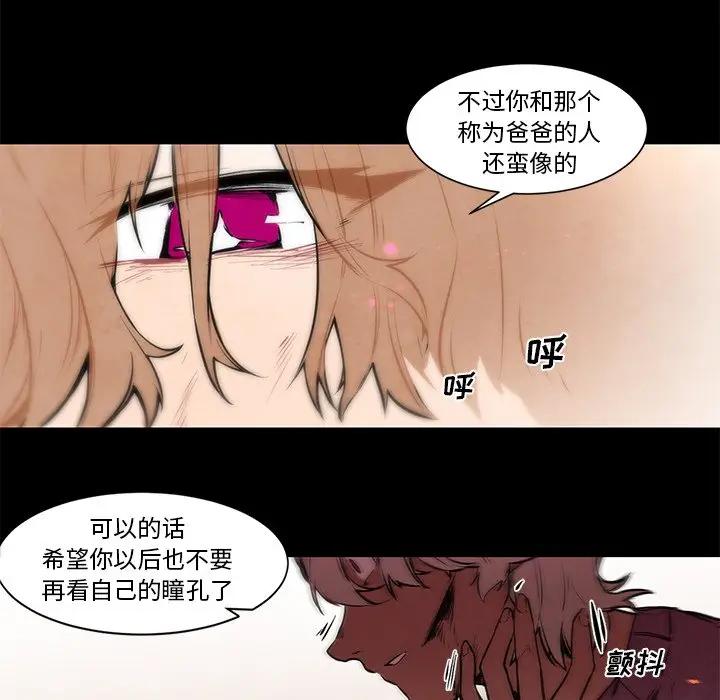 不过你和那个
称为爸爸的人
还蛮像的
呼
呼
可以的话
希望你以后也不要
再看自己的瞳孔了
颤抖